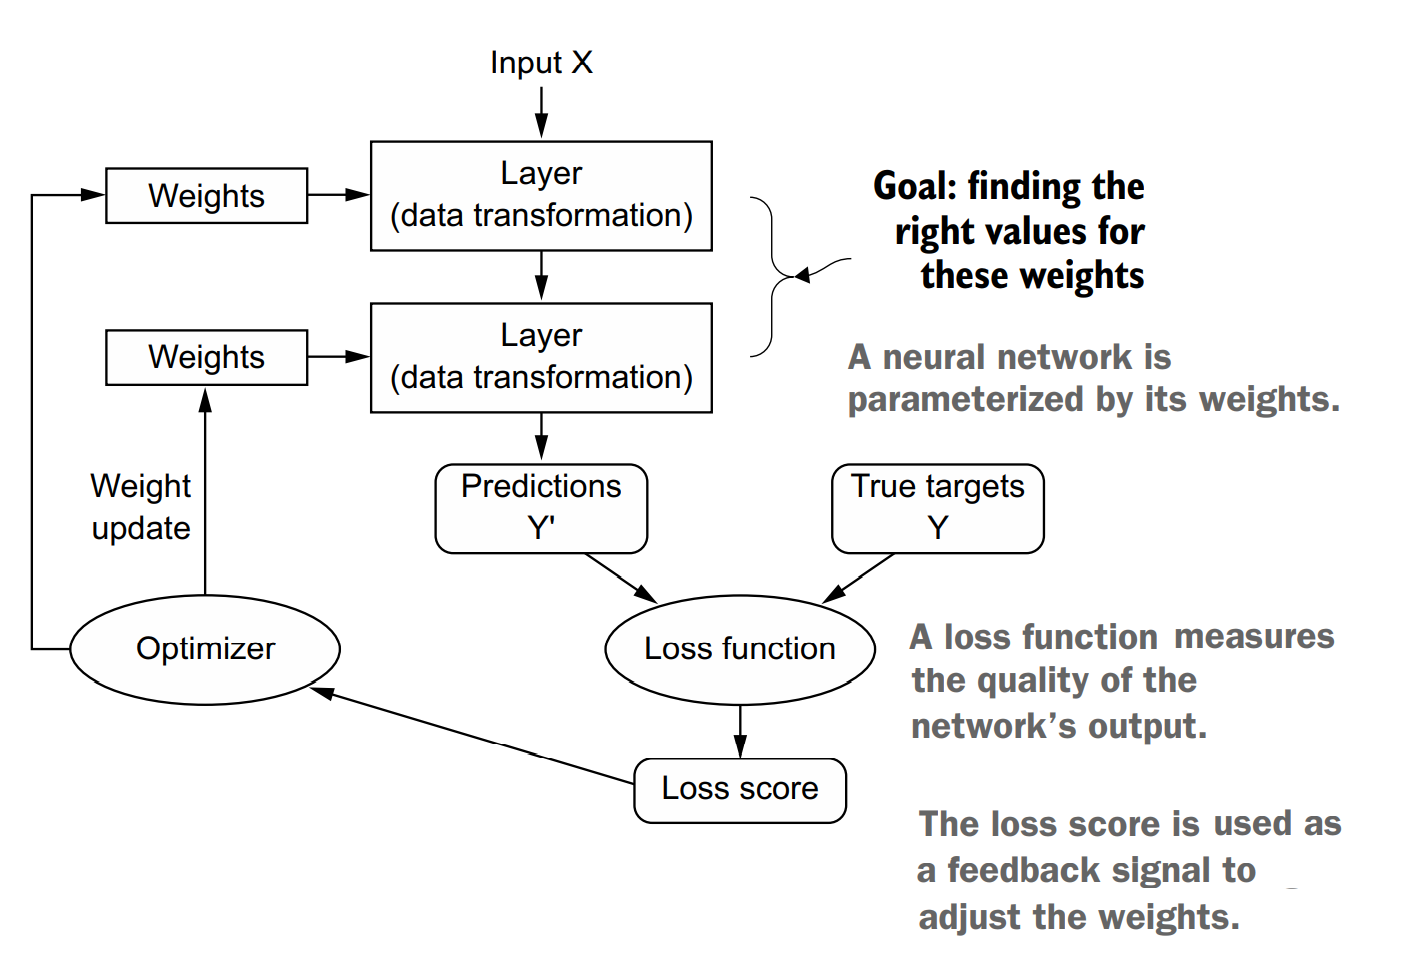 Input X
Weights
Layer
(data transformation)
Goal: finding the
right values for
these weights
Weights
Layer
(data transformation)
A neural network is
parameterized by its weights.
Weight
update
Predictions
Y'
True targets
Y
Optimizer
Loss function
A loss function measures
the quality of the
network’s output.
Loss score
The loss score is used as
a feedback signal to
adjust the weights.